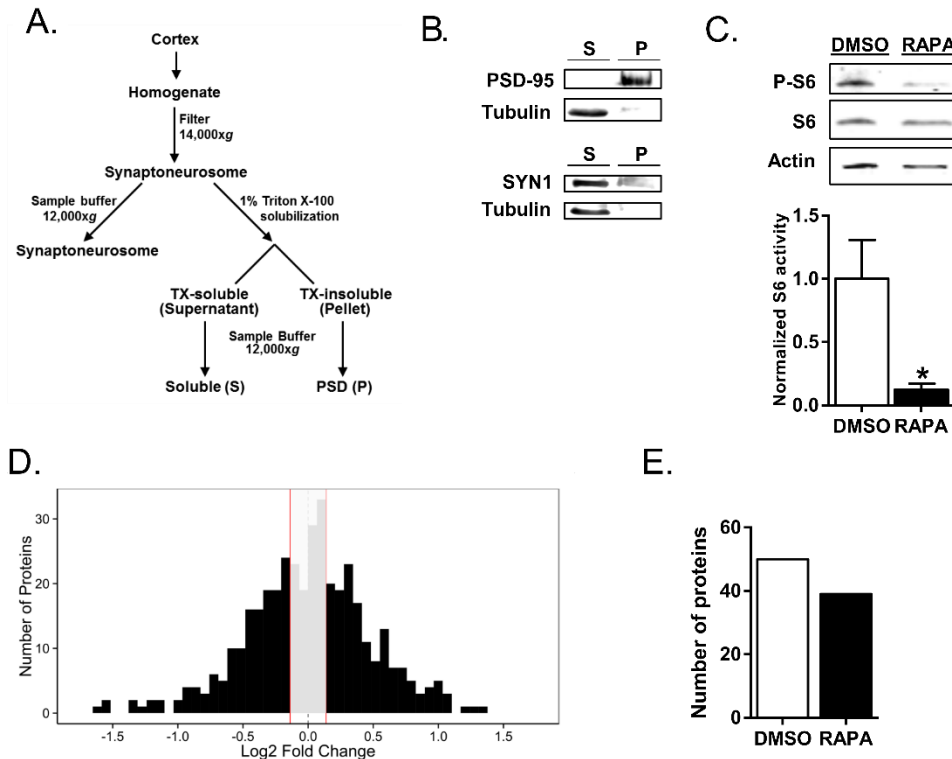 A.
Cortex
Homogenate
Filter
14,000xg
Synaptoneurosome
Sample buffer
12,000xg
1% Triton X-100
solubilization
Synaptoneurosome
TX-soluble
(Supernatant)
TX-insoluble
(Pellet)
Sample Buffer
12,000xg
Soluble (S)
PSD (P)
B.
S P
PSD-95
Tubulin
S P
SYN1
Tubulin
C.
DMSO RAPA
P-S6
S6
Actin
Normalized S6 activity
1.5
1.0
0.5
0.0
*
DMSO RAPA
D.
Number of Proteins
30
20
10
0
-1.5 -1.0 -0.5 0.0 0.5 1.0 1.5
Log2 Fold Change
E.
Number of proteins
60
40
20
0
DMSO RAPA